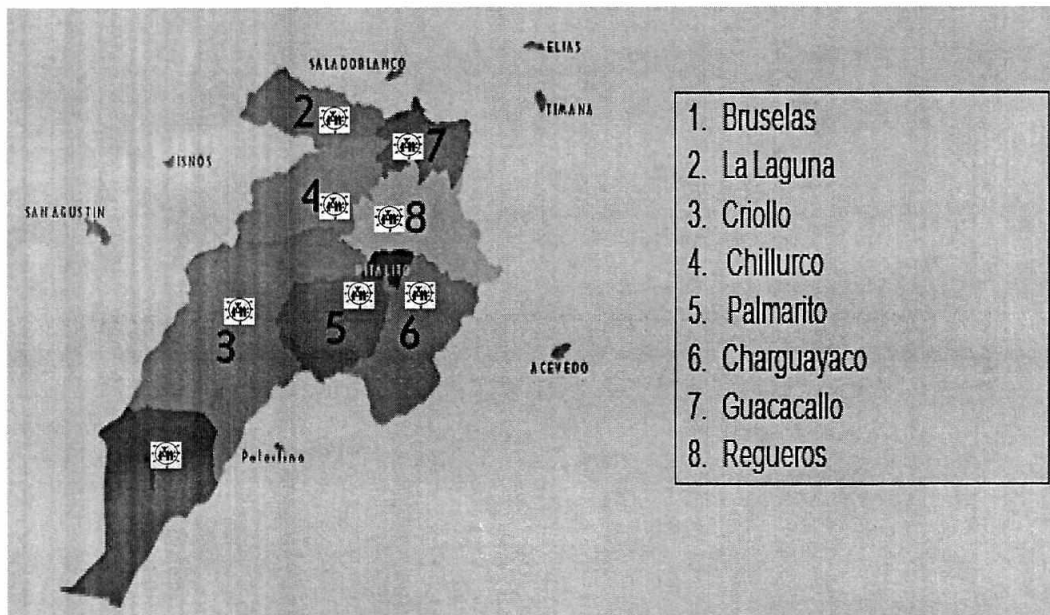 ELIAS
SALADOBLANCO
TIMANA
2
7
ISNOS
4
8
SAN AGUSTIN
PITALITO
5
6
3
ACEVEDO
Palestina
1. Bruselas
2. La Laguna
3. Criollo
4. Chillurco
5. Palmarito
6. Charguayaco
7. Guacacallo
8. Regueros